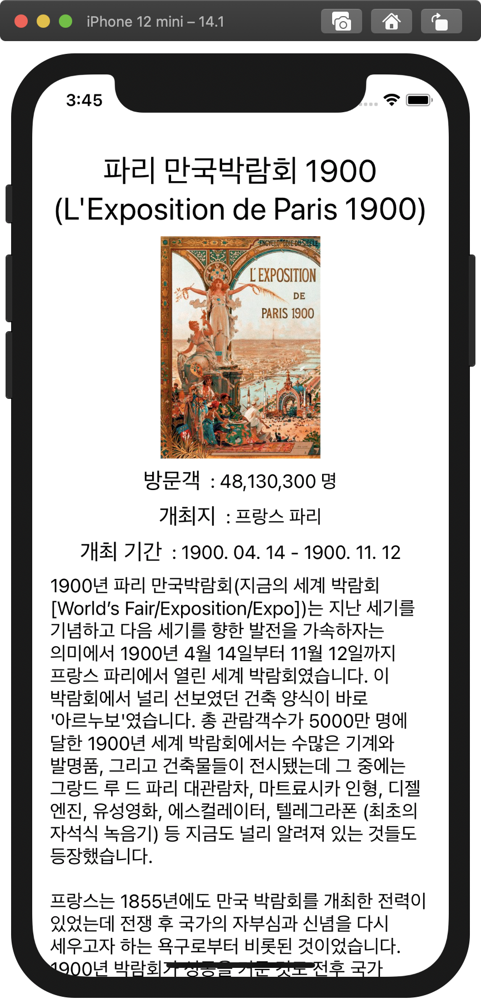 iPhone 12 mini – 14.1
3:45
파리 만국박람회 1900
(L'Exposition de Paris 1900)
ENCYCLOPÉDIE DU SIÈCLE
L'EXPOSITION
DE
PARIS 1900
방문객 : 48,130,300 명
개최지 : 프랑스 파리
개최 기간 : 1900. 04. 14 - 1900. 11. 12
1900년 파리 만국박람회(지금의 세계 박람회
[World’s Fair/Exposition/Expo])는 지난 세기를
기념하고 다음 세기를 향한 발전을 가속하자는
의미에서 1900년 4월 14일부터 11월 12일까지
프랑스 파리에서 열린 세계 박람회였습니다. 이
박람회에서 널리 선보였던 건축 양식이 바로
'아르누보'였습니다. 총 관람객수가 5000만 명에
달한 1900년 세계 박람회에서는 수많은 기계와
발명품, 그리고 건축물들이 전시됐는데 그 중에는
그랑드 루 드 파리 대관람차, 마트료시카 인형, 디젤
엔진, 유성영화, 에스컬레이터, 텔레그라폰 (최초의
자석식 녹음기) 등 지금도 널리 알려져 있는 것들도
등장했습니다.
프랑스는 1855년에도 만국 박람회를 개최한 전력이
있었는데 전쟁 후 국가의 자부심과 신념을 다시
세우고자 하는 욕구로부터 비롯된 것이었습니다.
1900년 박람회가 성공을 거둔 것도 전후 국가